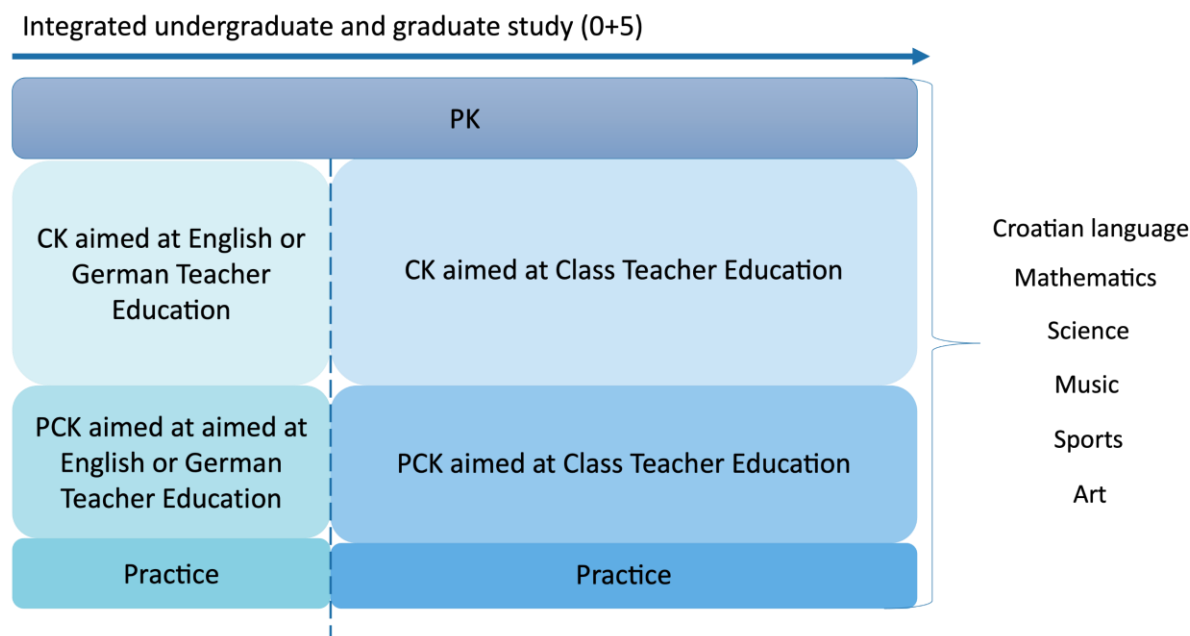 Integrated undergraduate and graduate study (0+5)
PK
CK aimed at English or
German Teacher
Education
CK aimed at Class Teacher Education
PCK aimed at aimed at
English or German
Teacher Education
PCK aimed at Class Teacher Education
Practice
Practice
Croatian language
Mathematics
Science
Music
Sports
Art